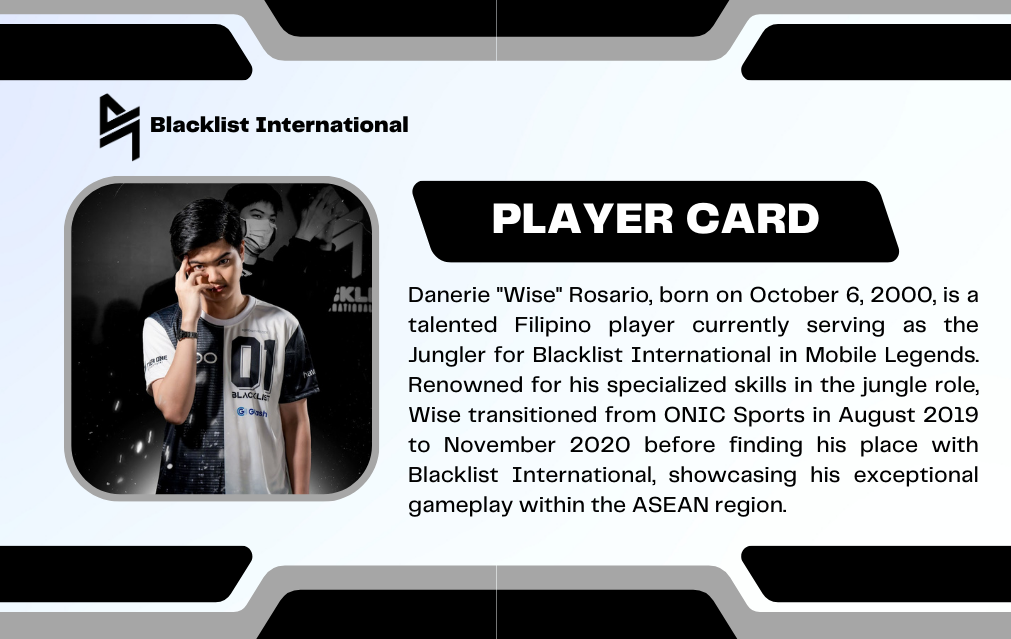 Blacklist International
PLAYER CARD
Danerie "Wise" Rosario, born on October 6, 2000, is a
talented Filipino player currently serving as the
Jungler for Blacklist International in Mobile Legends.
Renowned for his specialized skills in the jungle role,
Wise transitioned from ONIC Sports in August 2019
to November 2020 before finding his place with
Blacklist International, showcasing his exceptional
gameplay within the ASEAN region.
01
BLACKLIST